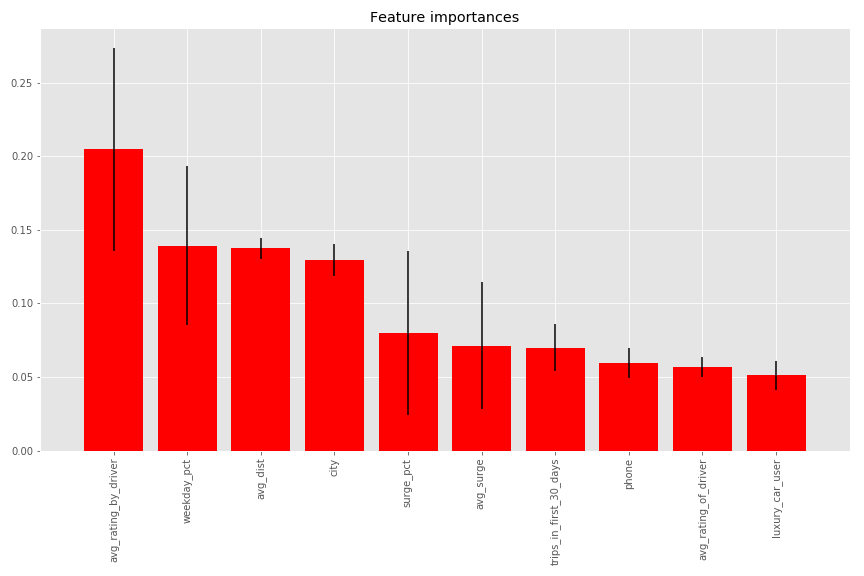 Feature importances
0.25
0.20
0.15
0.10
0.05
0.00
avg_rating_by_driver
weekday_pct
avg_dist
city
surge_pct
avg_surge
trips_in_first_30_days
phone
avg_rating_of_driver
luxury_car_user